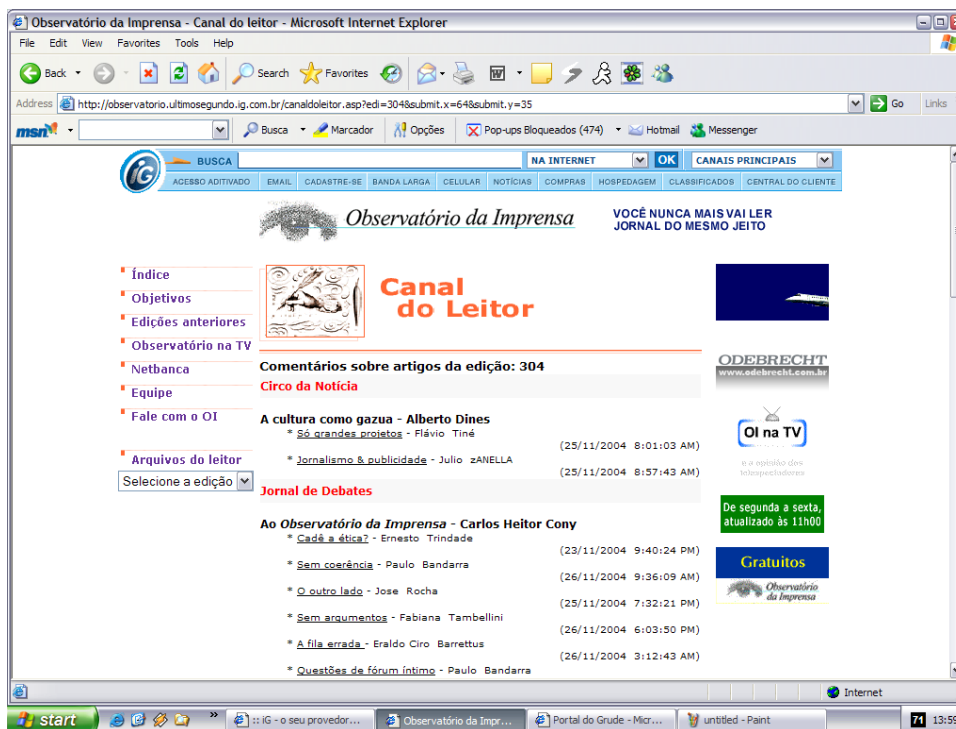 Observatório da Imprensa - Canal do leitor - Microsoft Internet Explorer
File Edit View Favorites Tools Help
Back Search Favorites
Address http://observatorio.ultimosegundo.ig.com.br/canaldoleitor.asp?edi=304&submit.x=64&submit.y=35 Go Links
msn Busca Marcador Opções Pop-ups Bloqueados (474) Hotmail Messenger
iG BUSCA NA INTERNET OK CANAIS PRINCIPAIS
ACESSO ADITIVADO EMAIL CADASTRE-SE BANDA LARGA CELULAR NOTÍCIAS COMPRAS HOSPEDAGEM CLASSIFICADOS CENTRAL DO CLIENTE
Observatório da Imprensa
VOCÊ NUNCA MAIS VAI LER
JORNAL DO MESMO JEITO
Índice
Objetivos
Edições anteriores
Observatório na TV
Netbanca
Equipe
Fale com o OI
Arquivos do leitor
Selecione a edição
Canal
do Leitor
Comentários sobre artigos da edição: 304
Circo da Notícia
A cultura como gazua - Alberto Dines
* Só grandes projetos - Flávio Tiné
(25/11/2004 8:01:03 AM)
* Jornalismo & publicidade - Julio zANELLA
(25/11/2004 8:57:43 AM)
Jornal de Debates
Ao Observatório da Imprensa - Carlos Heitor Cony
* Cadê a ética? - Ernesto Trindade
(23/11/2004 9:40:24 PM)
* Sem coerência - Paulo Bandarra
(26/11/2004 9:36:09 AM)
* O outro lado - Jose Rocha
(25/11/2004 7:32:21 PM)
* Sem argumentos - Fabiana Tambellini
(26/11/2004 6:03:50 PM)
* A fila errada - Eraldo Ciro Barrettus
(26/11/2004 3:12:43 AM)
* Questões de fórum íntimo - Paulo Bandarra
ODEBRECHT
www.odebrecht.com.br
OI na TV
e a opinião dos
telespectadores
De segunda a sexta,
atualizado às 11h00
Gratuitos
Observatório
da Imprensa
Internet
start :: iG - o seu provedor... Observatório da Impr... Portal do Grude - Micr... untitled - Paint 71 13:59